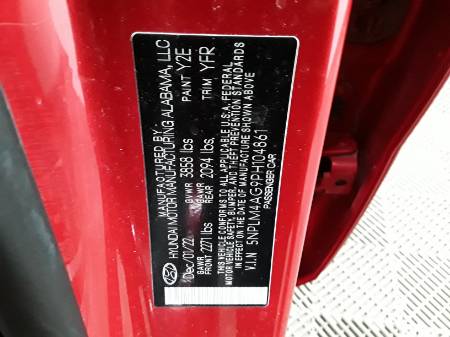 MANUFACTURED BY
HYUNDAI MOTOR MANUFACTURING ALABAMA, LLC
Dec/01/22 GVWR 3858 lbs PAINT Y2E
GAWR FRONT 2271 lbs GAWR REAR 2094 lbs. TRIM YFR
THIS VEHICLE CONFORMS TO ALL APPLICABLE U.S.A. FEDERAL
MOTOR VEHICLE SAFETY, BUMPER, AND THEFT PREVENTION STANDARDS
IN EFFECT ON THE DATE OF MANUFACTURE SHOWN ABOVE
V.I.N 5NPLM4AG9PH104861
PASSENGER CAR